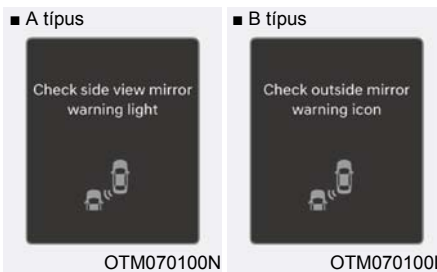 ■ A típus
Check side view mirror
warning light
OTM070100N
■ B típus
Check outside mirror
warning icon
OTM070100